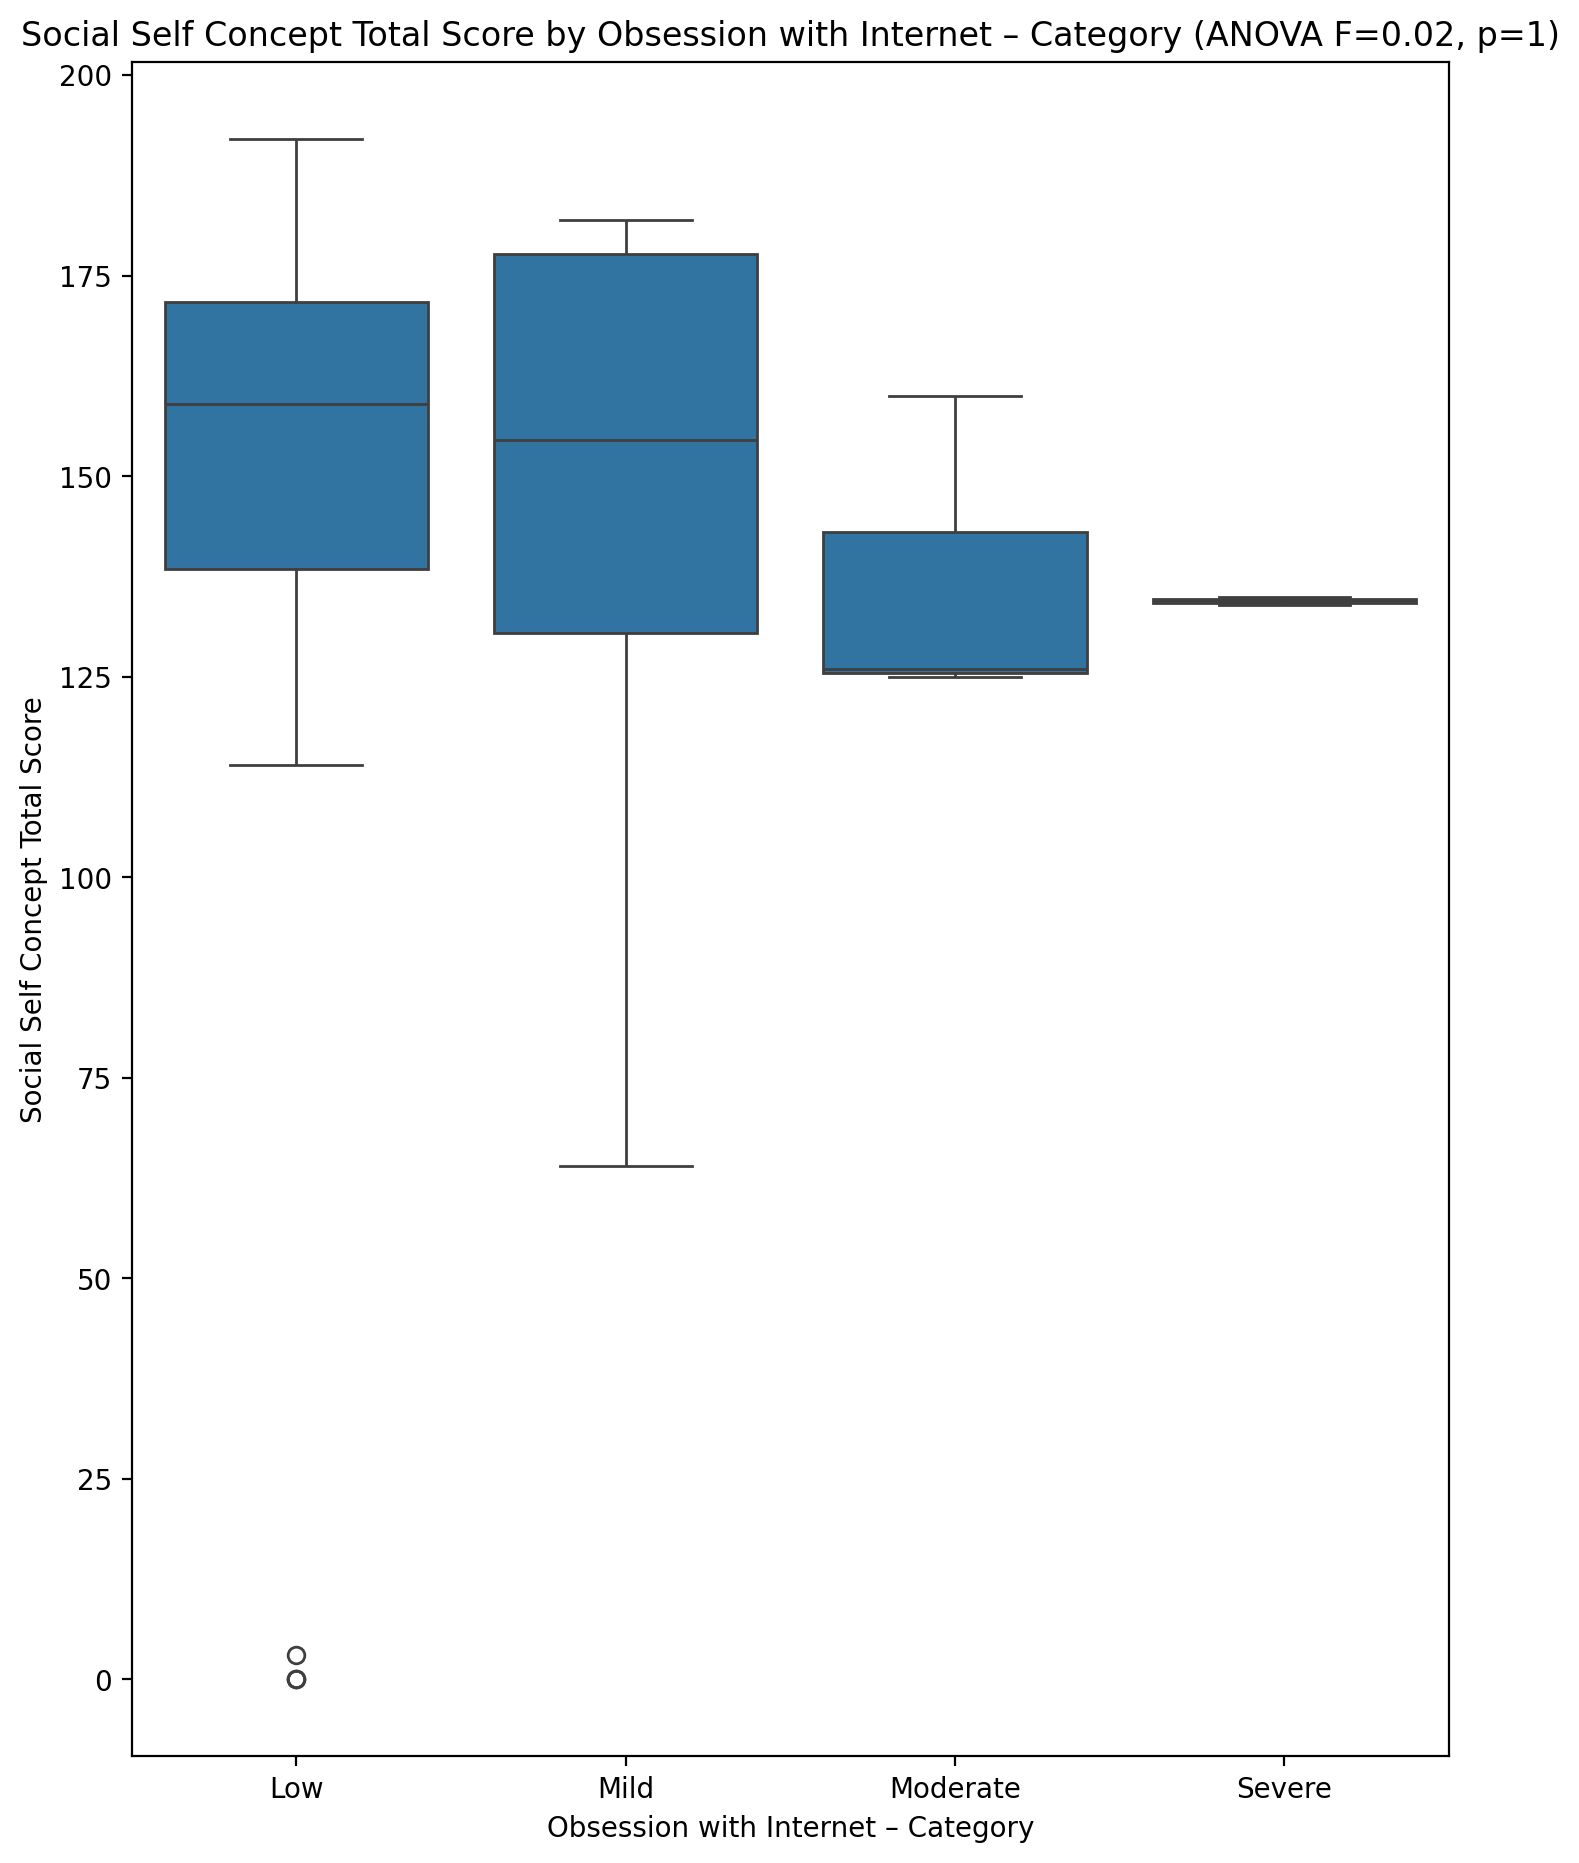 Social Self Concept Total Score by Obsession with Internet – Category (ANOVA F=0.02, p=1)
200
175
150
125
100
75
50
25
0
Social Self Concept Total Score
Low
Mild
Moderate
Severe
Obsession with Internet – Category